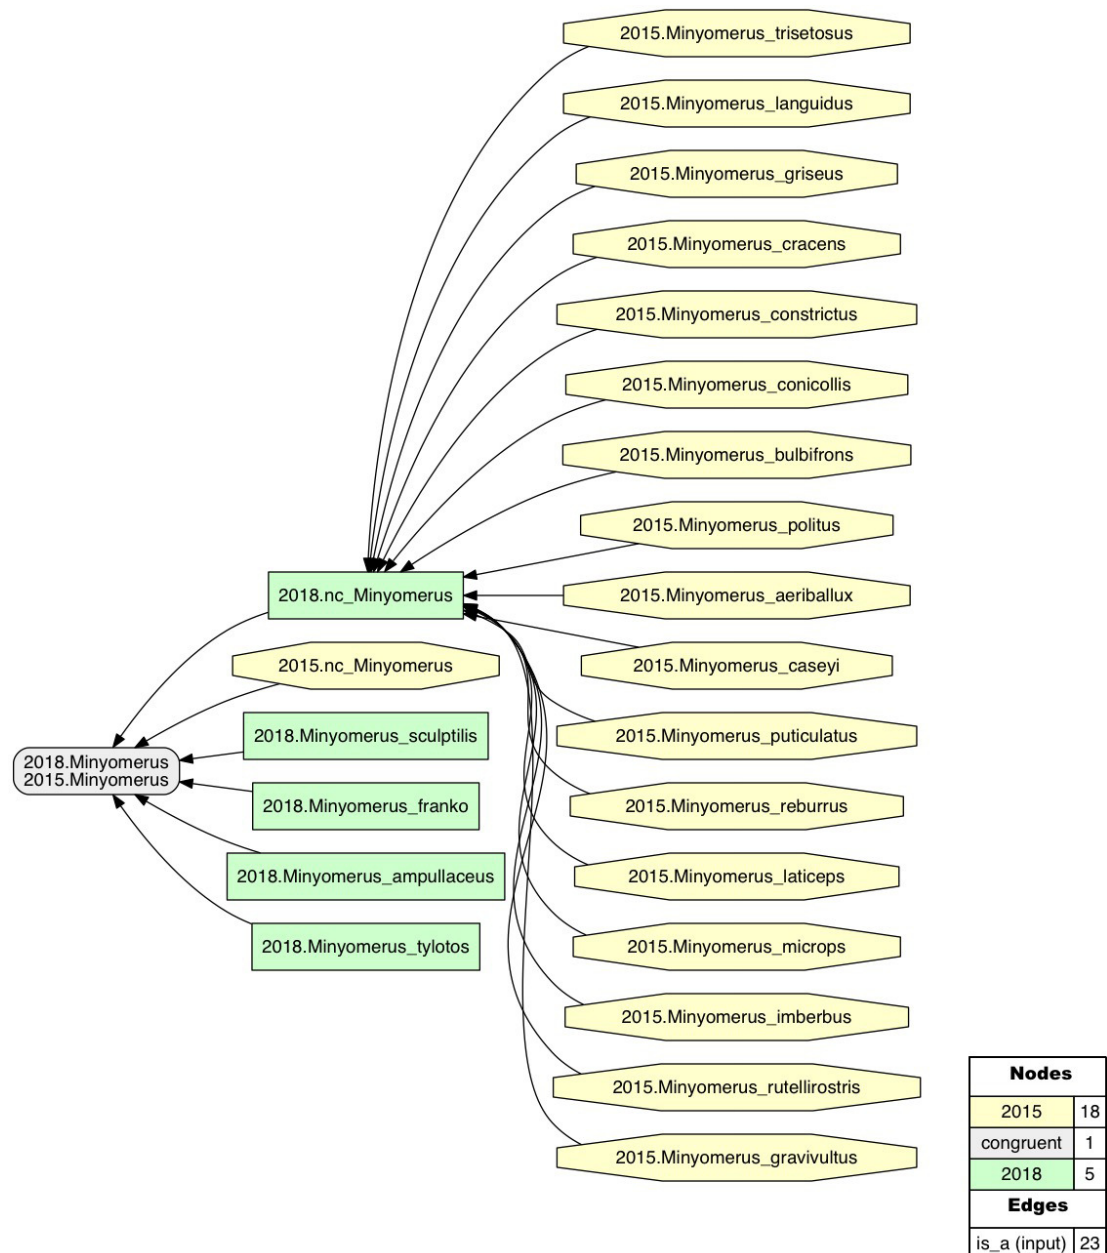 2015.Minyomerus_trisetosus
2015.Minyomerus_languidus
2015.Minyomerus_griseus
2015.Minyomerus_cracens
2015.Minyomerus_constrictus
2015.Minyomerus_conicollis
2015.Minyomerus_bulbifrons
2015.Minyomerus_politus
2018.nc_Minyomerus
2015.Minyomerus_aeriballux
2015.nc_Minyomerus
2015.Minyomerus_caseyi
2018.Minyomerus_sculptilis
2015.Minyomerus_puticulatus
2018.Minyomerus
2015.Minyomerus
2018.Minyomerus_franko
2015.Minyomerus_reburrus
2018.Minyomerus_ampullaceus
2015.Minyomerus_laticeps
2018.Minyomerus_tylotos
2015.Minyomerus_microps
2015.Minyomerus_imberbus
2015.Minyomerus_rutellirostris
2015.Minyomerus_gravivultus
Nodes
2015 18
congruent 1
2018 5
Edges
is_a (input) 23